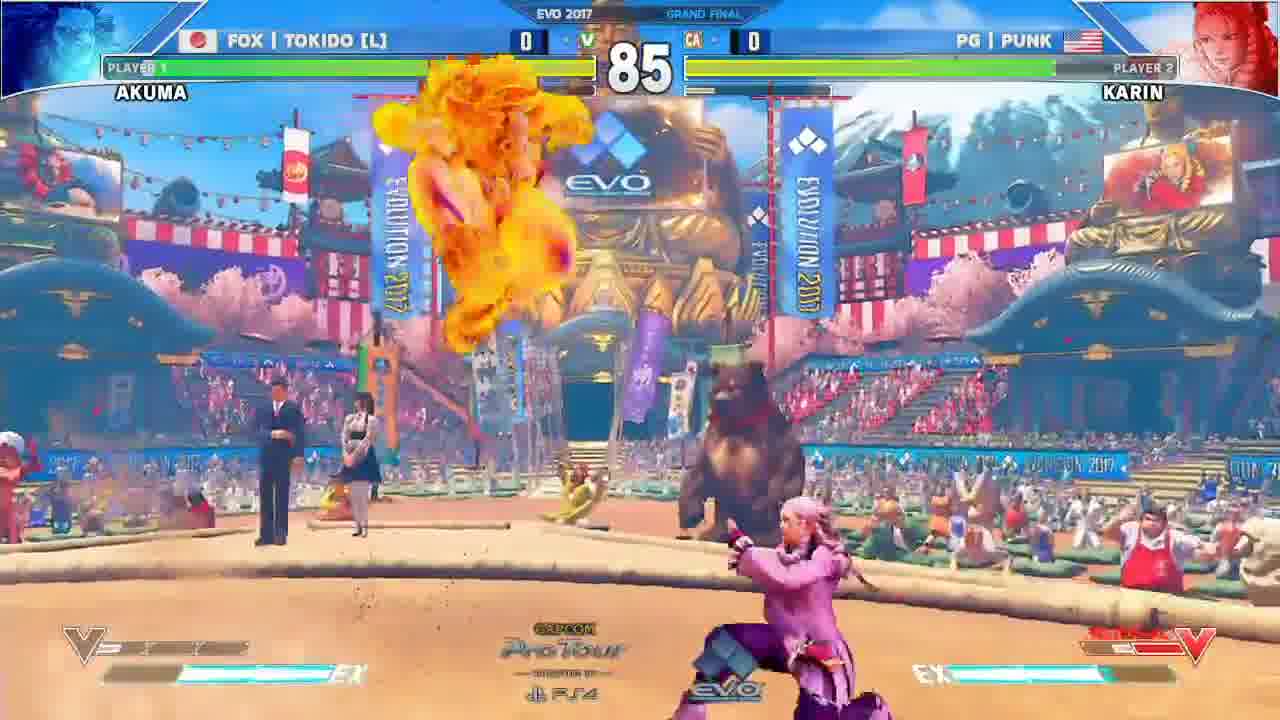 EVO 2017 GRAND FINAL
FOX | TOKIDO [L] 0 V 85 CA 0 PG | PUNK
PLAYER 1 PLAYER 2
AKUMA KARIN
EVO
EVOLUTION 2017
EVOLUTION 2017
CAPCOM
Pro Tour
PS4
EVO
V
V
EX EX